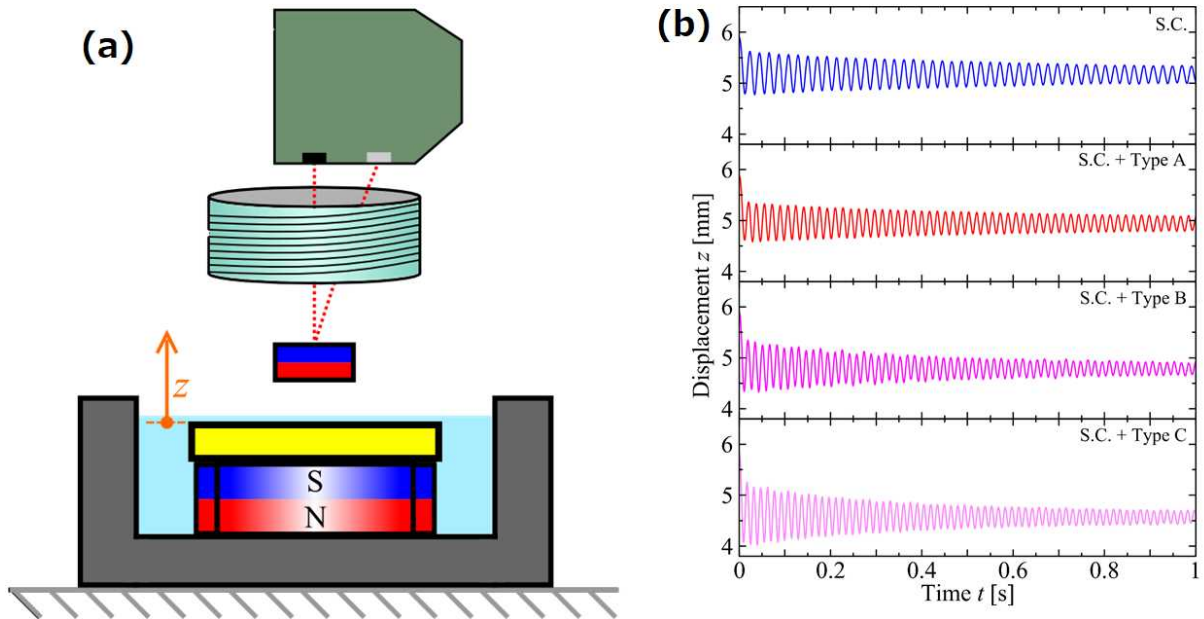 (a)
z
S
N
(b)
Displacement z [mm]
6
5
4
S.C.
6
5
4
S.C. + Type A
6
5
4
S.C. + Type B
6
5
4
S.C. + Type C
0 0.2 0.4 0.6 0.8 1
Time t [s]